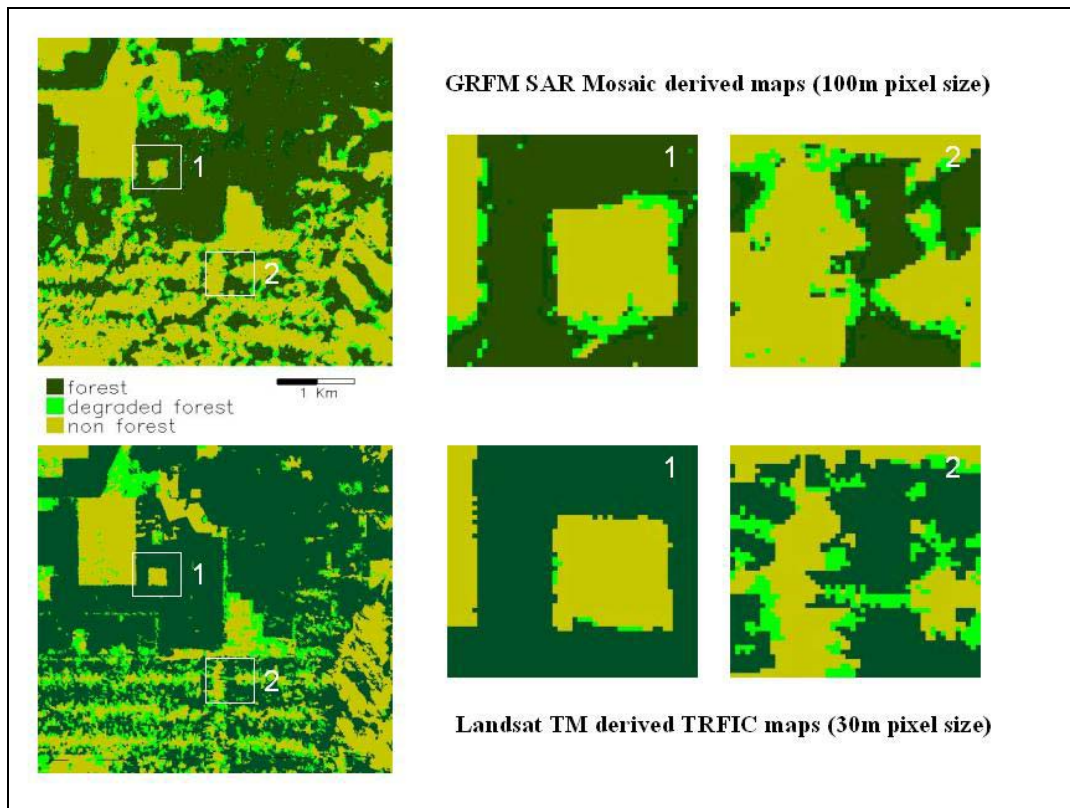 GRFM SAR Mosaic derived maps (100m pixel size)
1
2
1
2
forest
degraded forest
non forest
1 Km
1
2
1
2
Landsat TM derived TRFIC maps (30m pixel size)